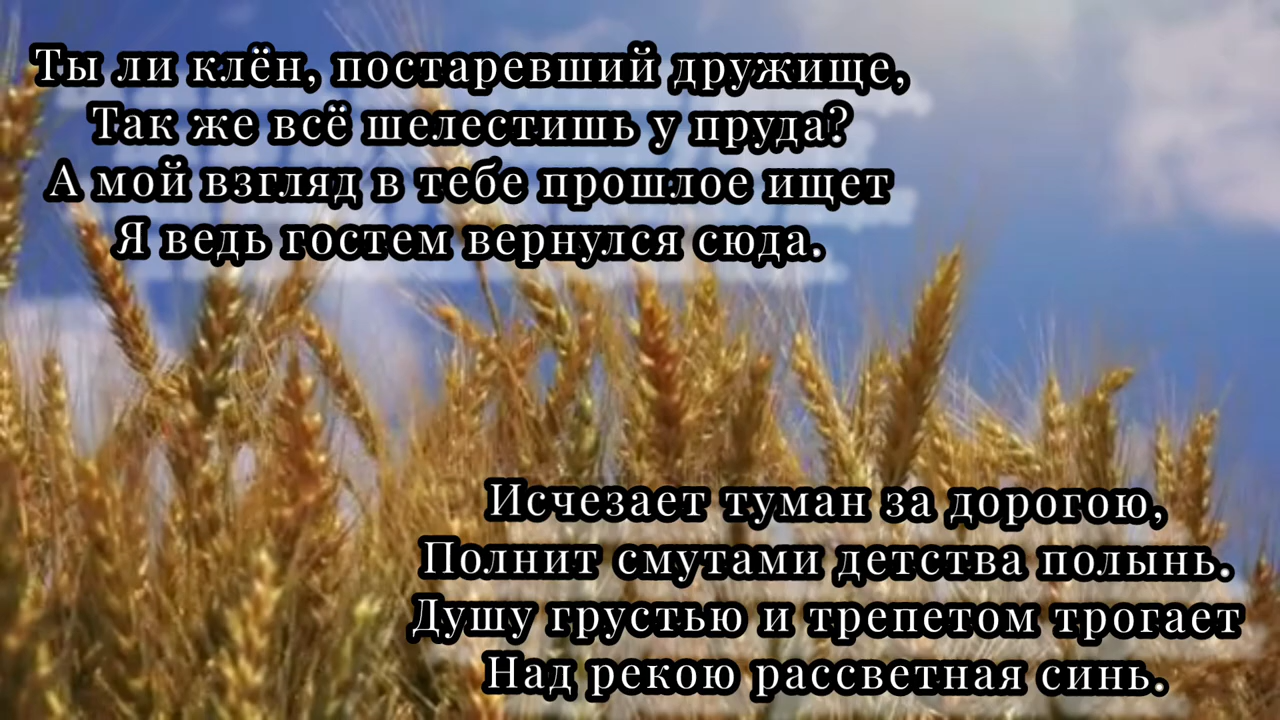 Ты ли клён, постаревший дружище,
Так же всё шелестишь у пруда?
А мой взгляд в тебе прошлое ищет
Я ведь гостем вернулся сюда.
Исчезает туман за дорогою,
Полнит смутами детства полынь.
Душу грустью и трепетом трогает
Над рекою рассветная синь.